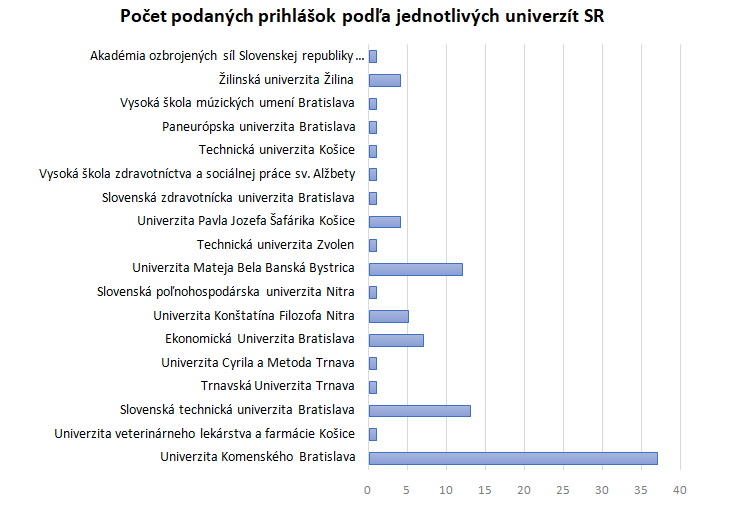 Počet podaných prihlášok podľa jednotlivých univerzít SR
Akadémia ozbrojených síl Slovenskej republiky ...
Žilinská univerzita Žilina
Vysoká škola múzických umení Bratislava
Paneurópska univerzita Bratislava
Technická univerzita Košice
Vysoká škola zdravotníctva a sociálnej práce sv. Alžbety
Slovenská zdravotnícka univerzita Bratislava
Univerzita Pavla Jozefa Šafárika Košice
Technická univerzita Zvolen
Univerzita Mateja Bela Banská Bystrica
Slovenská poľnohospodárska univerzita Nitra
Univerzita Konštatína Filozofa Nitra
Ekonomická Univerzita Bratislava
Univerzita Cyrila a Metoda Trnava
Trnavská Univerzita Trnava
Slovenská technická univerzita Bratislava
Univerzita veterinárneho lekárstva a farmácie Košice
Univerzita Komenského Bratislava
0 5 10 15 20 25 30 35 40